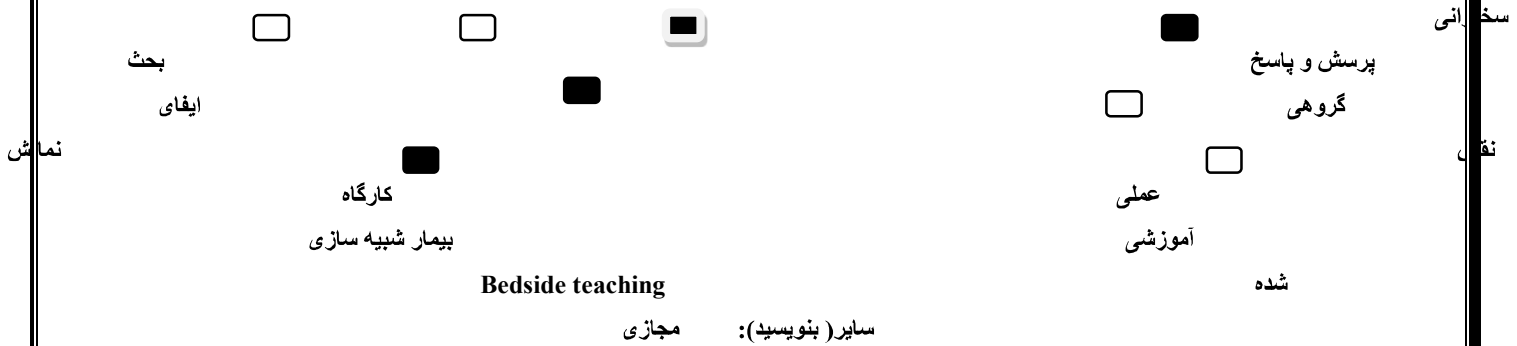 سخنرانی
پرسش و پاسخ بحث
گروهی ایفای
نقش نمایش
عملی کارگاه
آموزشی بیمار شبیه سازی
شده Bedside teaching
سایر( بنویسید): مجازی